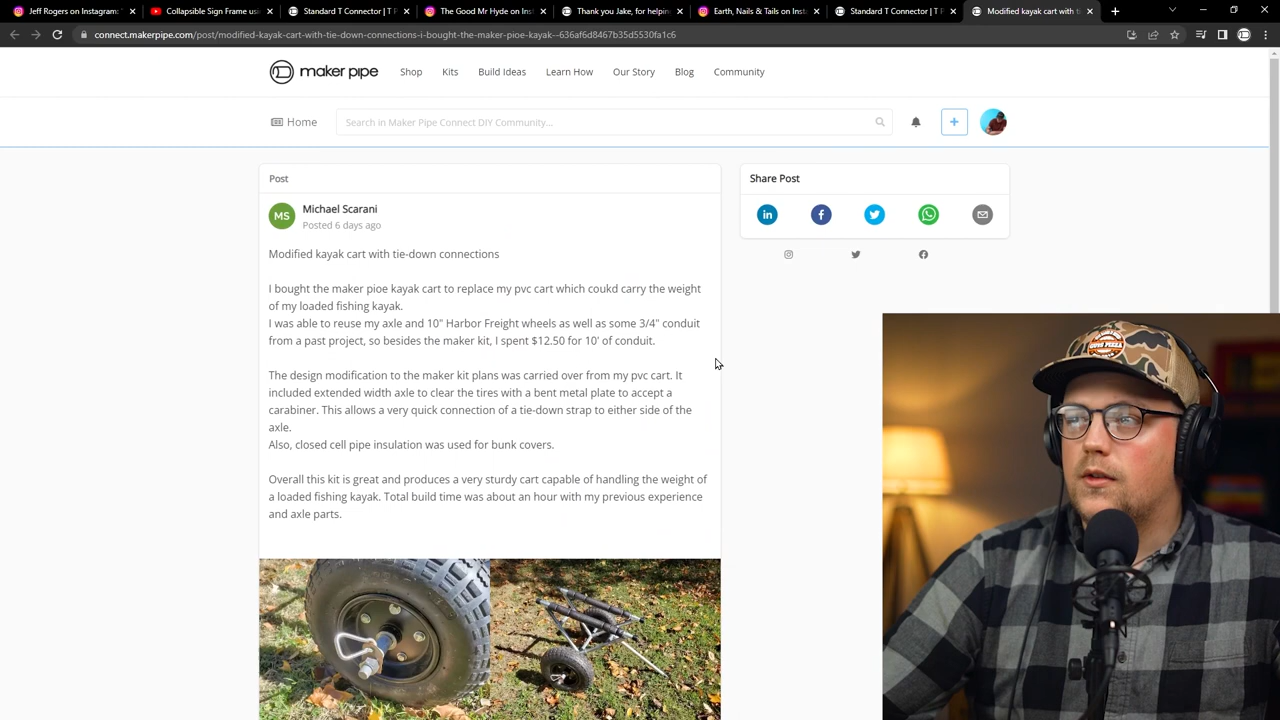 Jeff Rogers on Instagram: "
Collapsible Sign Frame usi
Standard T Connector | T P
The Good Mr Hyde on Inst
Thank you Jake, for helpin
Earth, Nails & Tails on Insta
Standard T Connector | T P
Modified kayak cart with ti
connect.makerpipe.com/post/modified-kayak-cart-with-tie-down-connections-i-bought-the-maker-pioe-kayak--636af6d8467b35d5530fa1c6
maker pipe
Shop
Kits
Build Ideas
Learn How
Our Story
Blog
Community
Home
Search in Maker Pipe Connect DIY Community...
Post
Share Post
MS
Michael Scarani
Posted 6 days ago
Modified kayak cart with tie-down connections
I bought the maker pioe kayak cart to replace my pvc cart which coukd carry the weight
of my loaded fishing kayak.
I was able to reuse my axle and 10" Harbor Freight wheels as well as some 3/4" conduit
from a past project, so besides the maker kit, I spent $12.50 for 10' of conduit.
The design modification to the maker kit plans was carried over from my pvc cart. It
included extended width axle to clear the tires with a bent metal plate to accept a
carabiner. This allows a very quick connection of a tie-down strap to either side of the
axle.
Also, closed cell pipe insulation was used for bunk covers.
Overall this kit is great and produces a very sturdy cart capable of handling the weight of
a loaded fishing kayak. Total build time was about an hour with my previous experience
and axle parts.